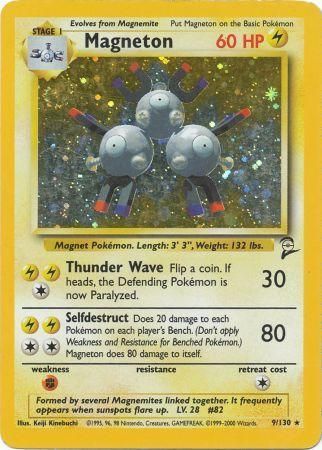 STAGE 1
Evolves from Magnemite
Put Magneton on the Basic Pokémon
Magneton
60 HP
Magnet Pokémon. Length: 3' 3", Weight: 132 lbs.
Thunder Wave Flip a coin. If
heads, the Defending Pokémon is
now Paralyzed.
30
Selfdestruct Does 20 damage to each
Pokémon on each player's Bench. (Don't apply
Weakness and Resistance for Benched Pokémon.)
Magneton does 80 damage to itself.
80
weakness
resistance
retreat cost
Formed by several Magnemites linked together. It frequently
appears when sunspots flare up. LV. 28 #82
Illus. Keiji Kinebuchi
©1995, 96, 98 Nintendo, Creatures, GAMEFREAK. ©1999-2000 Wizards.
9/130